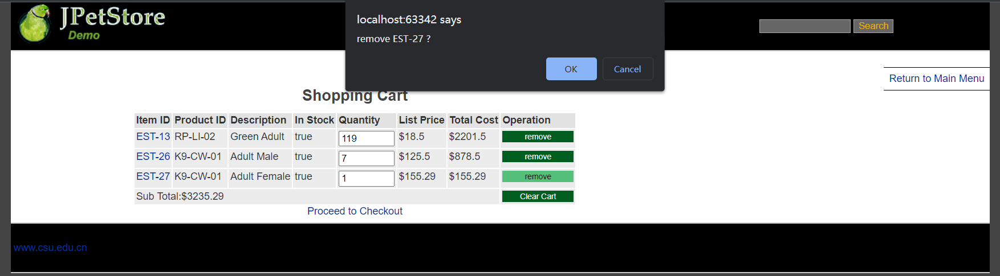 JPetStore
Demo
localhost:63342 says
remove EST-27 ?
OK
Cancel
Search
Return to Main Menu
Shopping Cart
Item ID Product ID Description In Stock Quantity List Price Total Cost Operation
EST-13 RP-LI-02 Green Adult true 119 $18.5 $2201.5 remove
EST-26 K9-CW-01 Adult Male true 7 $125.5 $878.5 remove
EST-27 K9-CW-01 Adult Female true 1 $155.29 $155.29 remove
Sub Total:$3235.29 Clear Cart
Proceed to Checkout
www.csu.edu.cn